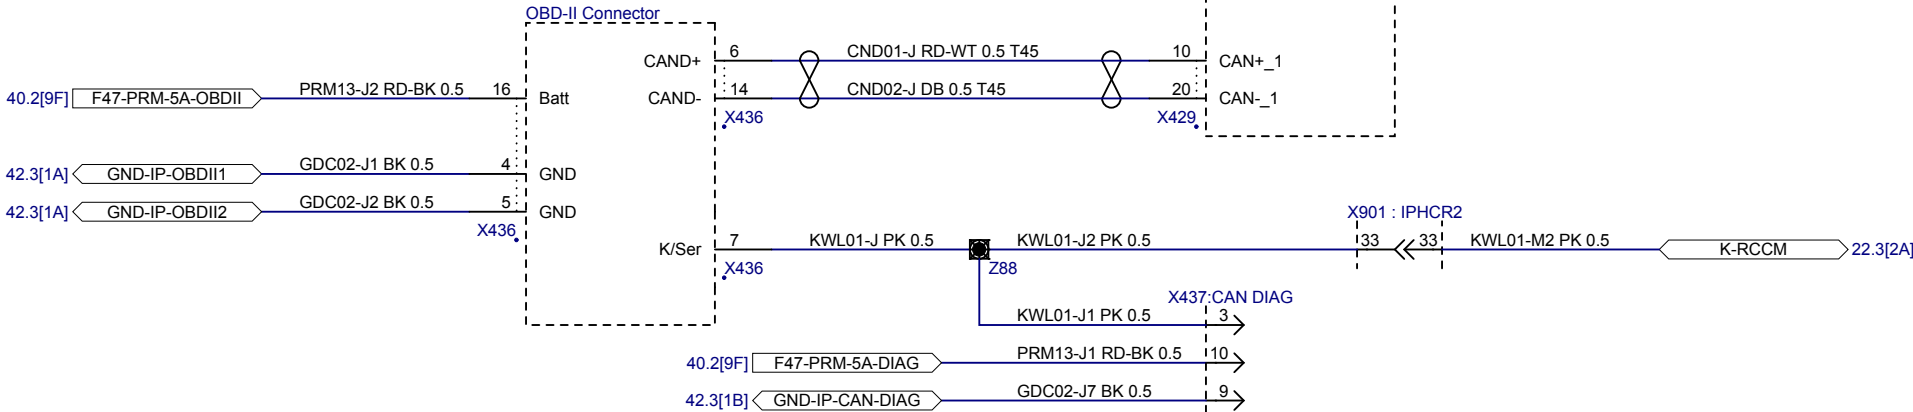 OBD-II Connector
CAND+
6
CND01-J RD-WT 0.5 T45
10
CAN+_1
40.2[9F]
F47-PRM-5A-OBDII
PRM13-J2 RD-BK 0.5
16
Batt
CAND-
14
CND02-J DB 0.5 T45
20
CAN-_1
X436
X429
42.3[1A]
GND-IP-OBDII1
GDC02-J1 BK 0.5
4
GND
42.3[1A]
GND-IP-OBDII2
GDC02-J2 BK 0.5
5
GND
X436
X901 : IPHCR2
K/Ser
7
KWL01-J PK 0.5
KWL01-J2 PK 0.5
33
33
KWL01-M2 PK 0.5
K-RCCM
22.3[2A]
X436
Z88
X437:CAN DIAG
KWL01-J1 PK 0.5
3
40.2[9F]
F47-PRM-5A-DIAG
PRM13-J1 RD-BK 0.5
10
42.3[1B]
GND-IP-CAN-DIAG
GDC02-J7 BK 0.5
9